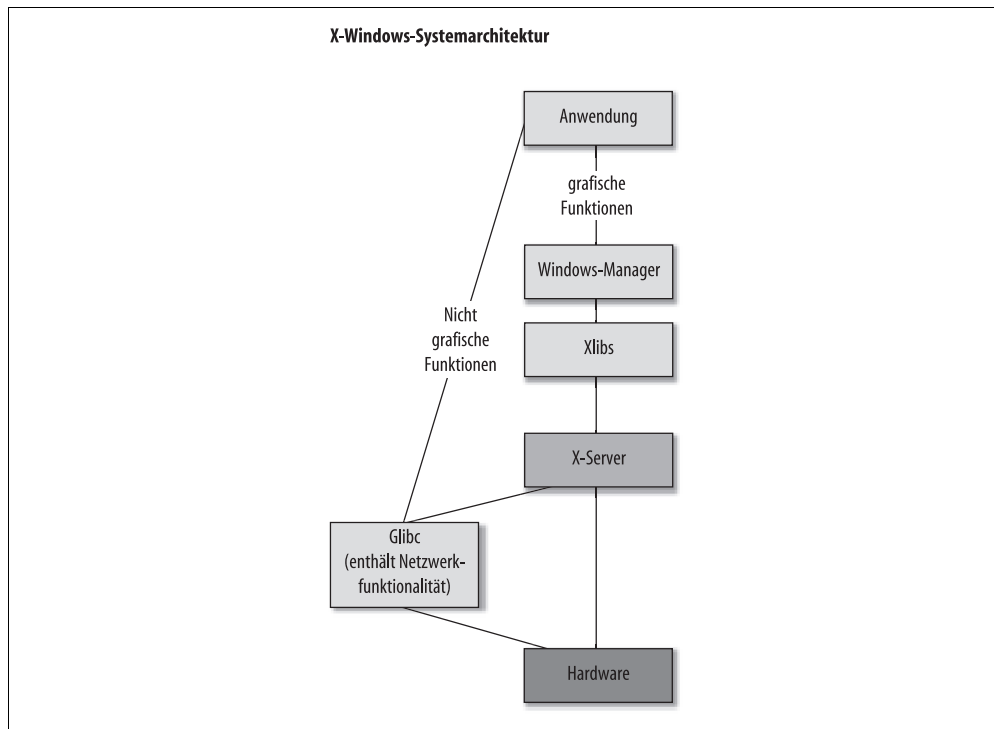 X-Windows-Systemarchitektur
Anwendung
grafische
Funktionen
Windows-Manager
Nicht
grafische
Funktionen
Xlibs
X-Server
Glibc
(enthält Netzwerk-
funktionalität)
Hardware